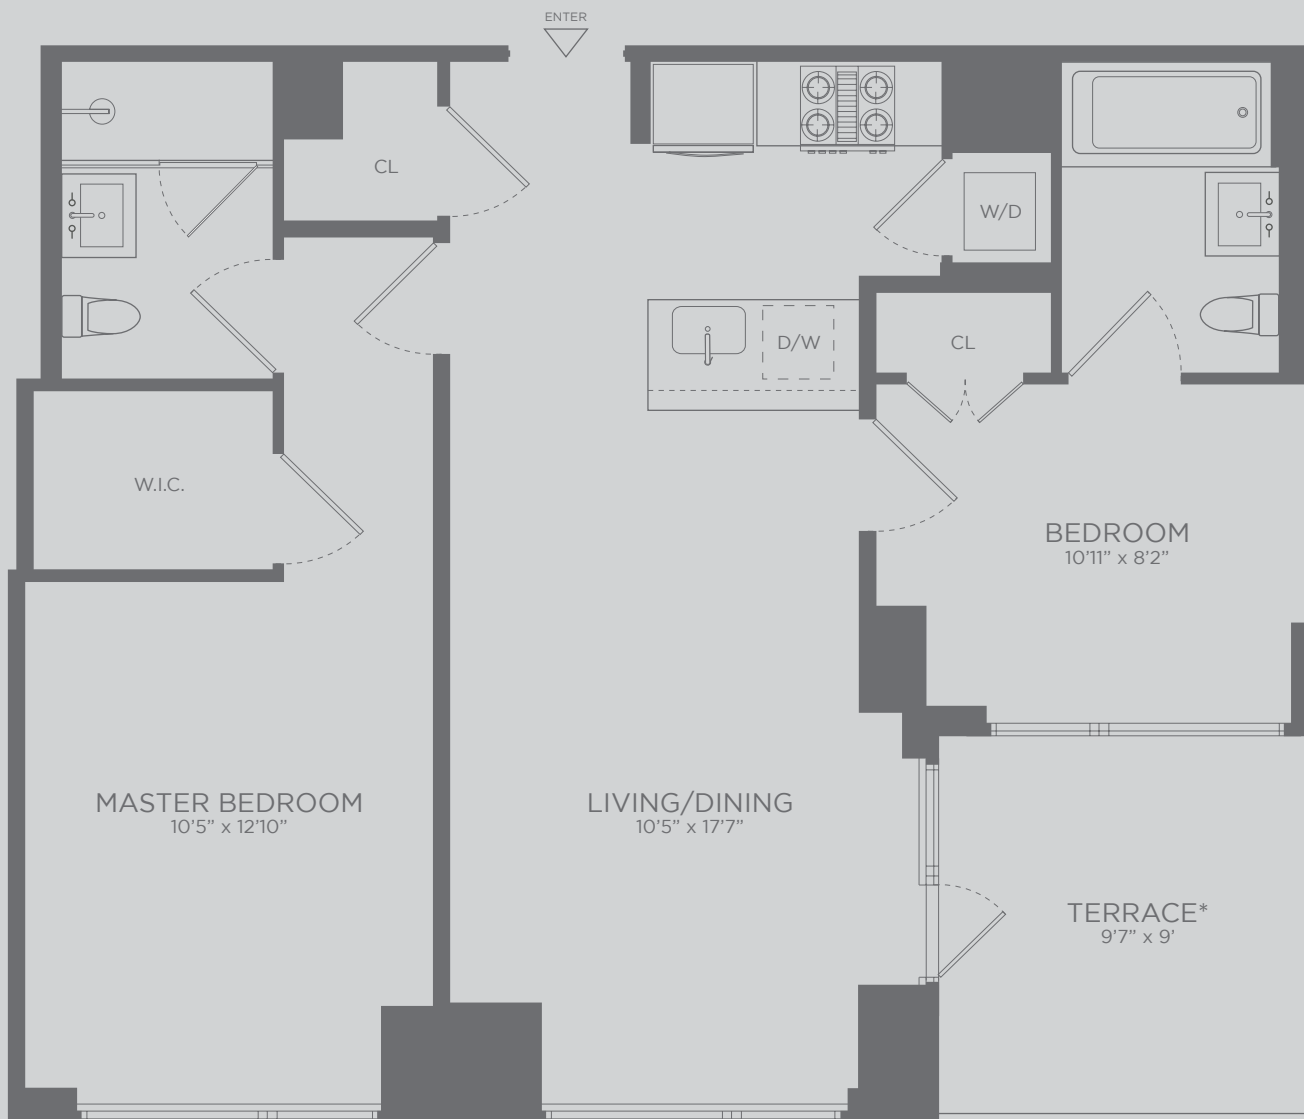 ENTER
CL
W/D
D/W
CL
W.I.C.
BEDROOM
10'11” x 8'2”
MASTER BEDROOM
10'5” x 12'10”
LIVING/DINING
10'5” x 17'7”
TERRACE*
9'7” x 9'